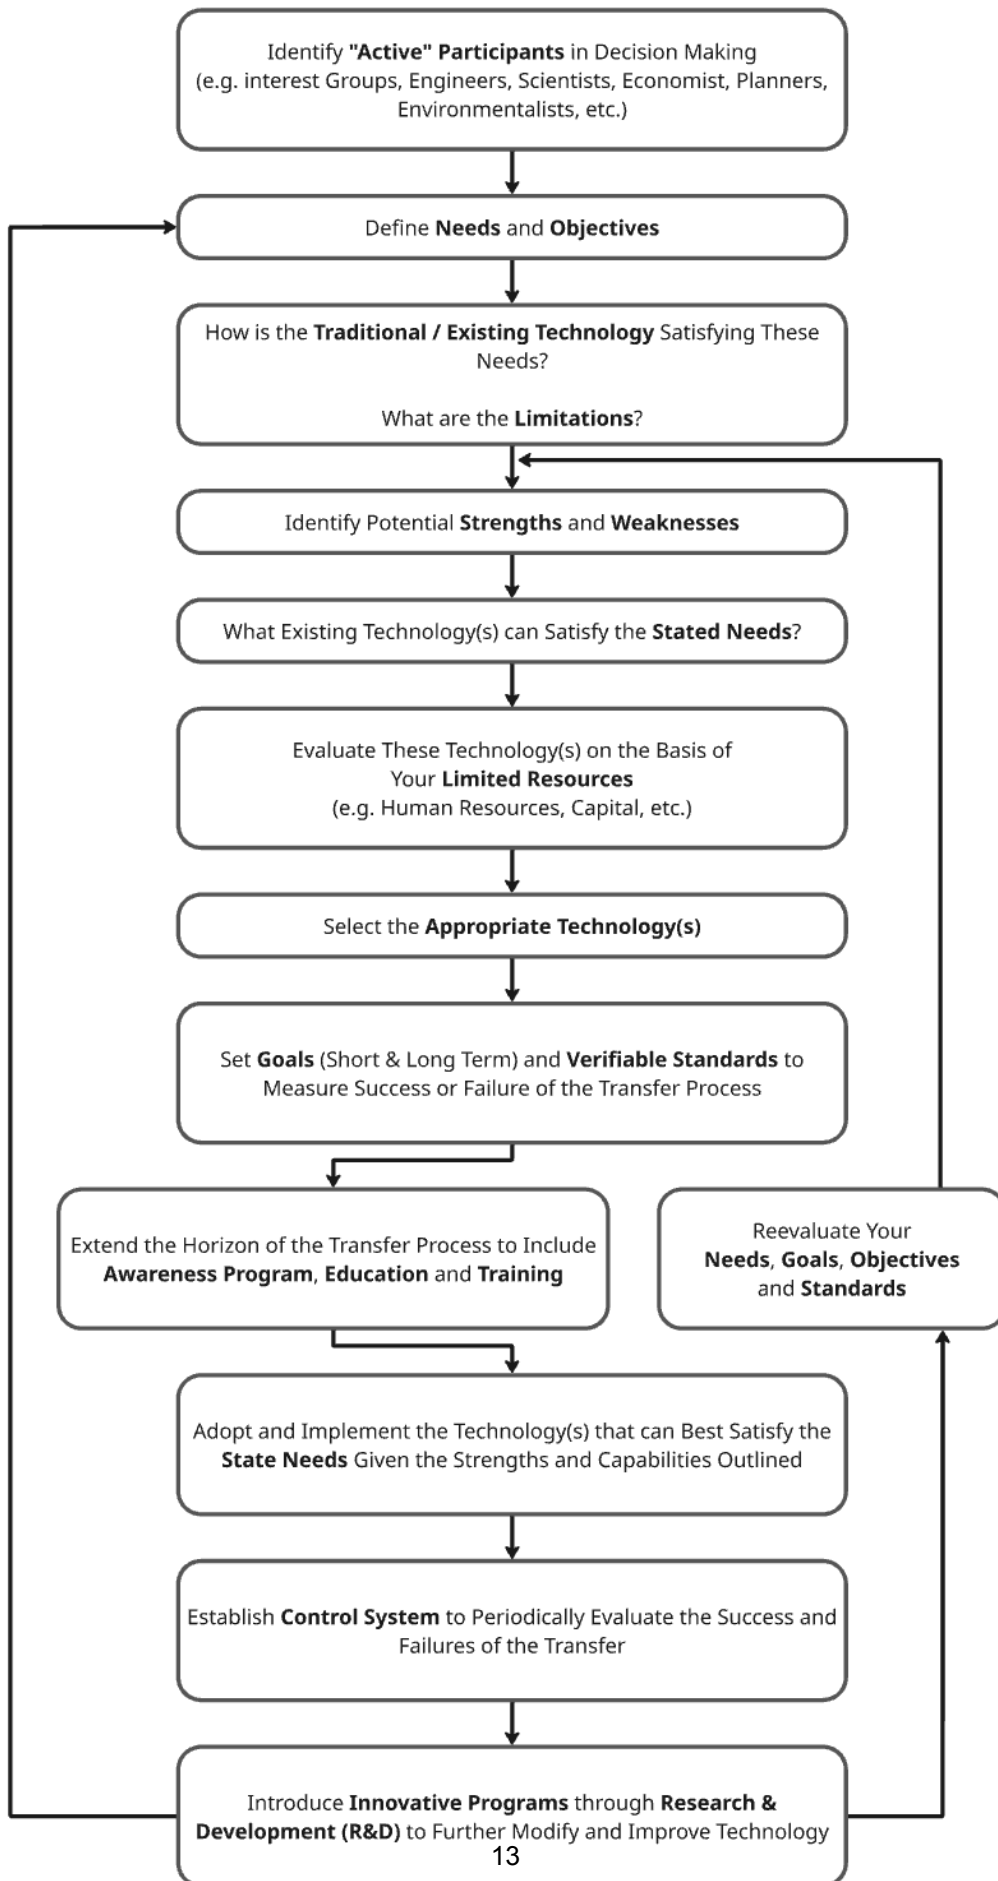 Identify "Active" Participants in Decision Making
(e.g. interest Groups, Engineers, Scientists, Economist, Planners,
Environmentalists, etc.)
Define Needs and Objectives
How is the Traditional / Existing Technology Satisfying These
Needs?
What are the Limitations?
Identify Potential Strengths and Weaknesses
What Existing Technology(s) can Satisfy the Stated Needs?
Evaluate These Technology(s) on the Basis of
Your Limited Resources
(e.g. Human Resources, Capital, etc.)
Select the Appropriate Technology(s)
Set Goals (Short & Long Term) and Verifiable Standards to
Measure Success or Failure of the Transfer Process
Extend the Horizon of the Transfer Process to Include
Awareness Program, Education and Training
Reevaluate Your
Needs, Goals, Objectives
and Standards
Adopt and Implement the Technology(s) that can Best Satisfy the
State Needs Given the Strengths and Capabilities Outlined
Establish Control System to Periodically Evaluate the Success and
Failures of the Transfer
Introduce Innovative Programs through Research &
Development (R&D) to Further Modify and Improve Technology
13